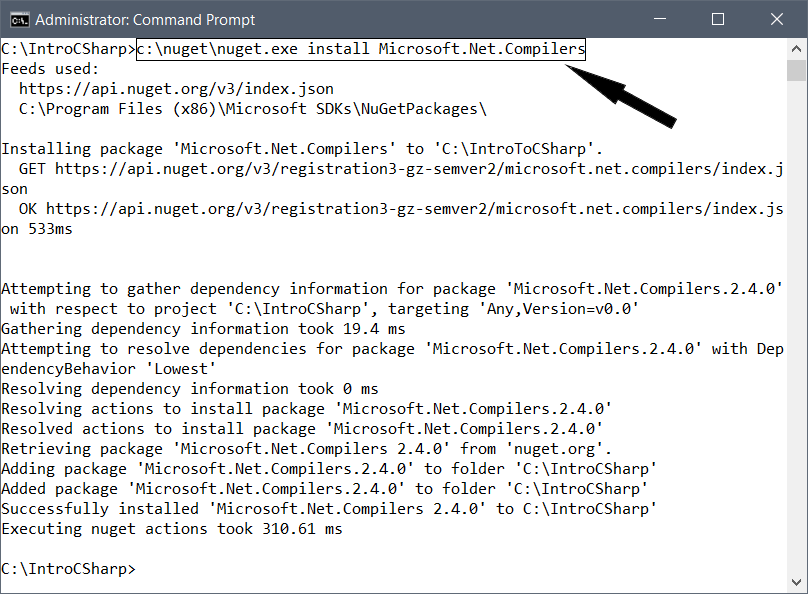 Administrator: Command Prompt
C:\IntroCSharp>c:\nuget\nuget.exe install Microsoft.Net.Compilers
Feeds used:
  https://api.nuget.org/v3/index.json
  C:\Program Files (x86)\Microsoft SDKs\NuGetPackages\

Installing package 'Microsoft.Net.Compilers' to 'C:\IntroToCSharp'.
  GET https://api.nuget.org/v3/registration3-gz-semver2/microsoft.net.compilers/index.j
son
  OK https://api.nuget.org/v3/registration3-gz-semver2/microsoft.net.compilers/index.js
on 533ms

Attempting to gather dependency information for package 'Microsoft.Net.Compilers.2.4.0'
 with respect to project 'C:\IntroCSharp', targeting 'Any,Version=v0.0'
Gathering dependency information took 19.4 ms
Attempting to resolve dependencies for package 'Microsoft.Net.Compilers.2.4.0' with Dep
endencyBehavior 'Lowest'
Resolving dependency information took 0 ms
Resolving actions to install package 'Microsoft.Net.Compilers.2.4.0'
Resolved actions to install package 'Microsoft.Net.Compilers.2.4.0'
Retrieving package 'Microsoft.Net.Compilers 2.4.0' from 'nuget.org'.
Adding package 'Microsoft.Net.Compilers.2.4.0' to folder 'C:\IntroCSharp'
Added package 'Microsoft.Net.Compilers.2.4.0' to folder 'C:\IntroCSharp'
Successfully installed 'Microsoft.Net.Compilers 2.4.0' to C:\IntroCSharp'
Executing nuget actions took 310.61 ms

C:\IntroCSharp>